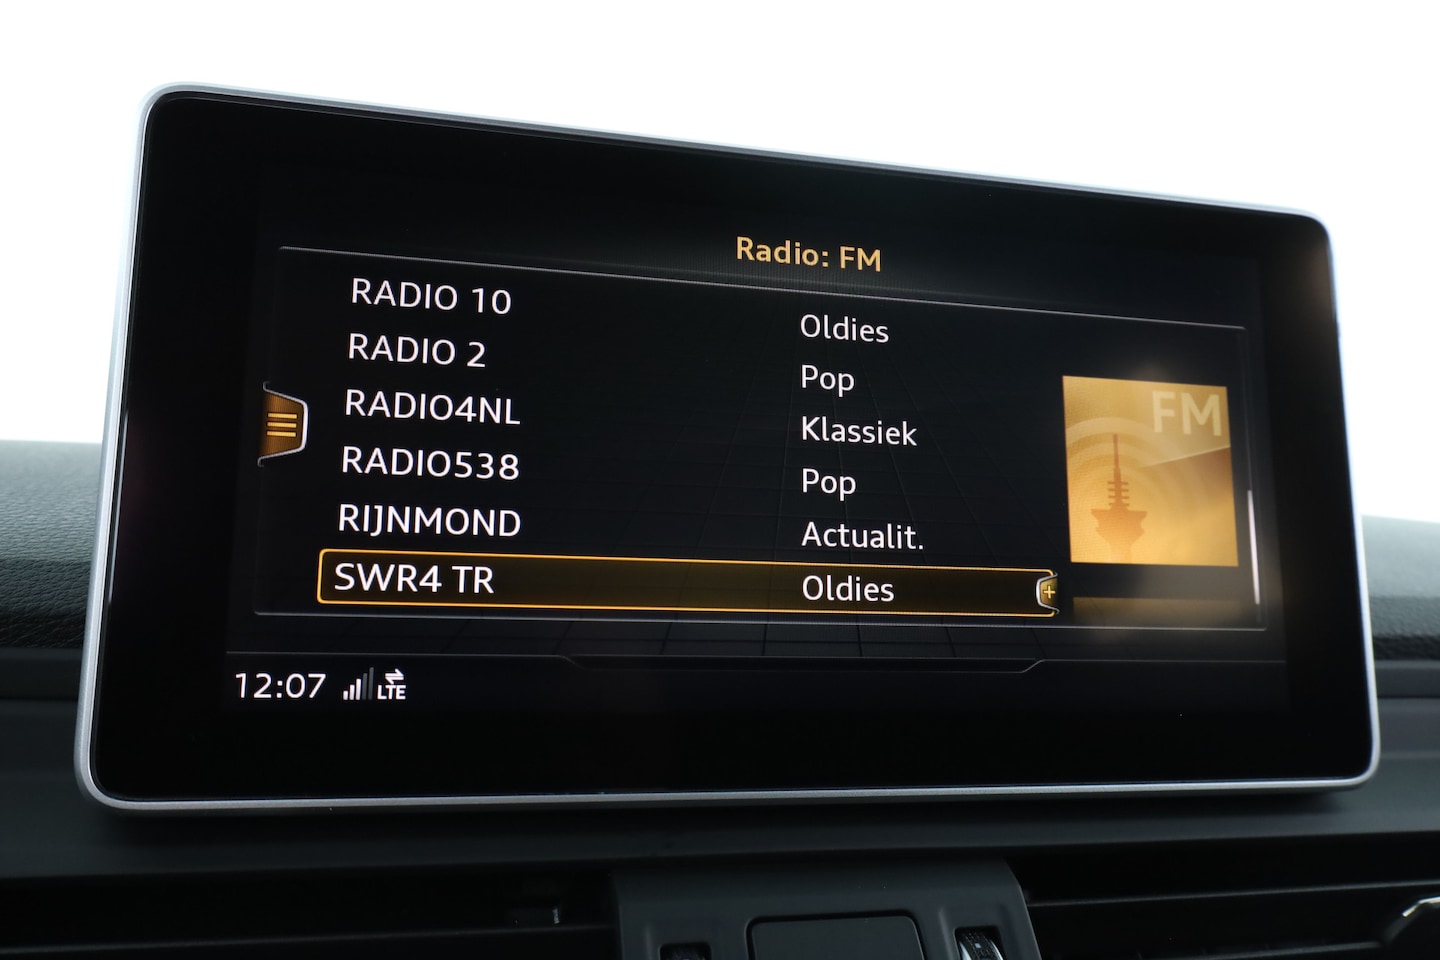 Radio: FM
RADIO 10 Oldies
RADIO 2 Pop
RADIO4NL Klassiek
RADIO538 Pop
RIJNMOND Actualit.
SWR4 TR Oldies
FM
12:07 LTE